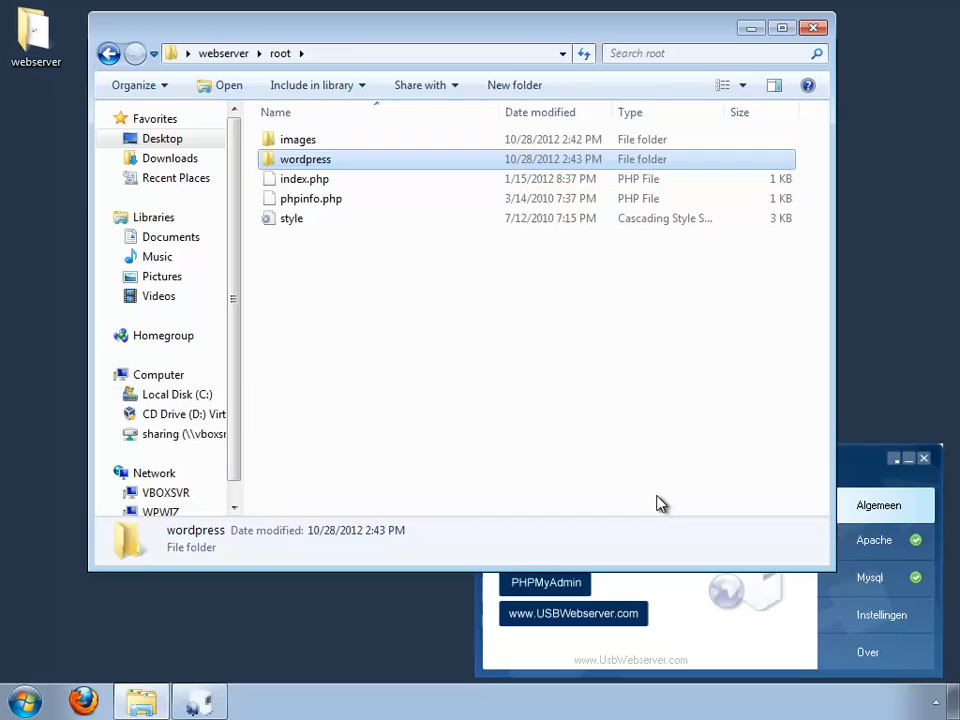 webserver
webserver
root
Search root
Organize
Open
Include in library
Share with
New folder
Name
Date modified
Type
Size
images
10/28/2012 2:42 PM
File folder
wordpress
10/28/2012 2:43 PM
File folder
index.php
1/15/2012 8:37 PM
PHP File
1 KB
phpinfo.php
3/14/2010 7:37 PM
PHP File
1 KB
style
7/12/2010 7:15 PM
Cascading Style S...
3 KB
Favorites
Desktop
Downloads
Recent Places
Libraries
Documents
Music
Pictures
Videos
Homegroup
Computer
Local Disk (C:)
CD Drive (D:) Virt
sharing (\\vboxsr
Network
VBOXSVR
WPWIZ
wordpress Date modified: 10/28/2012 2:43 PM
File folder
Algemeen
Apache
Mysql
Instellingen
Over
PHPMyAdmin
www.USBWebserver.com
www.UsbWebserver.com